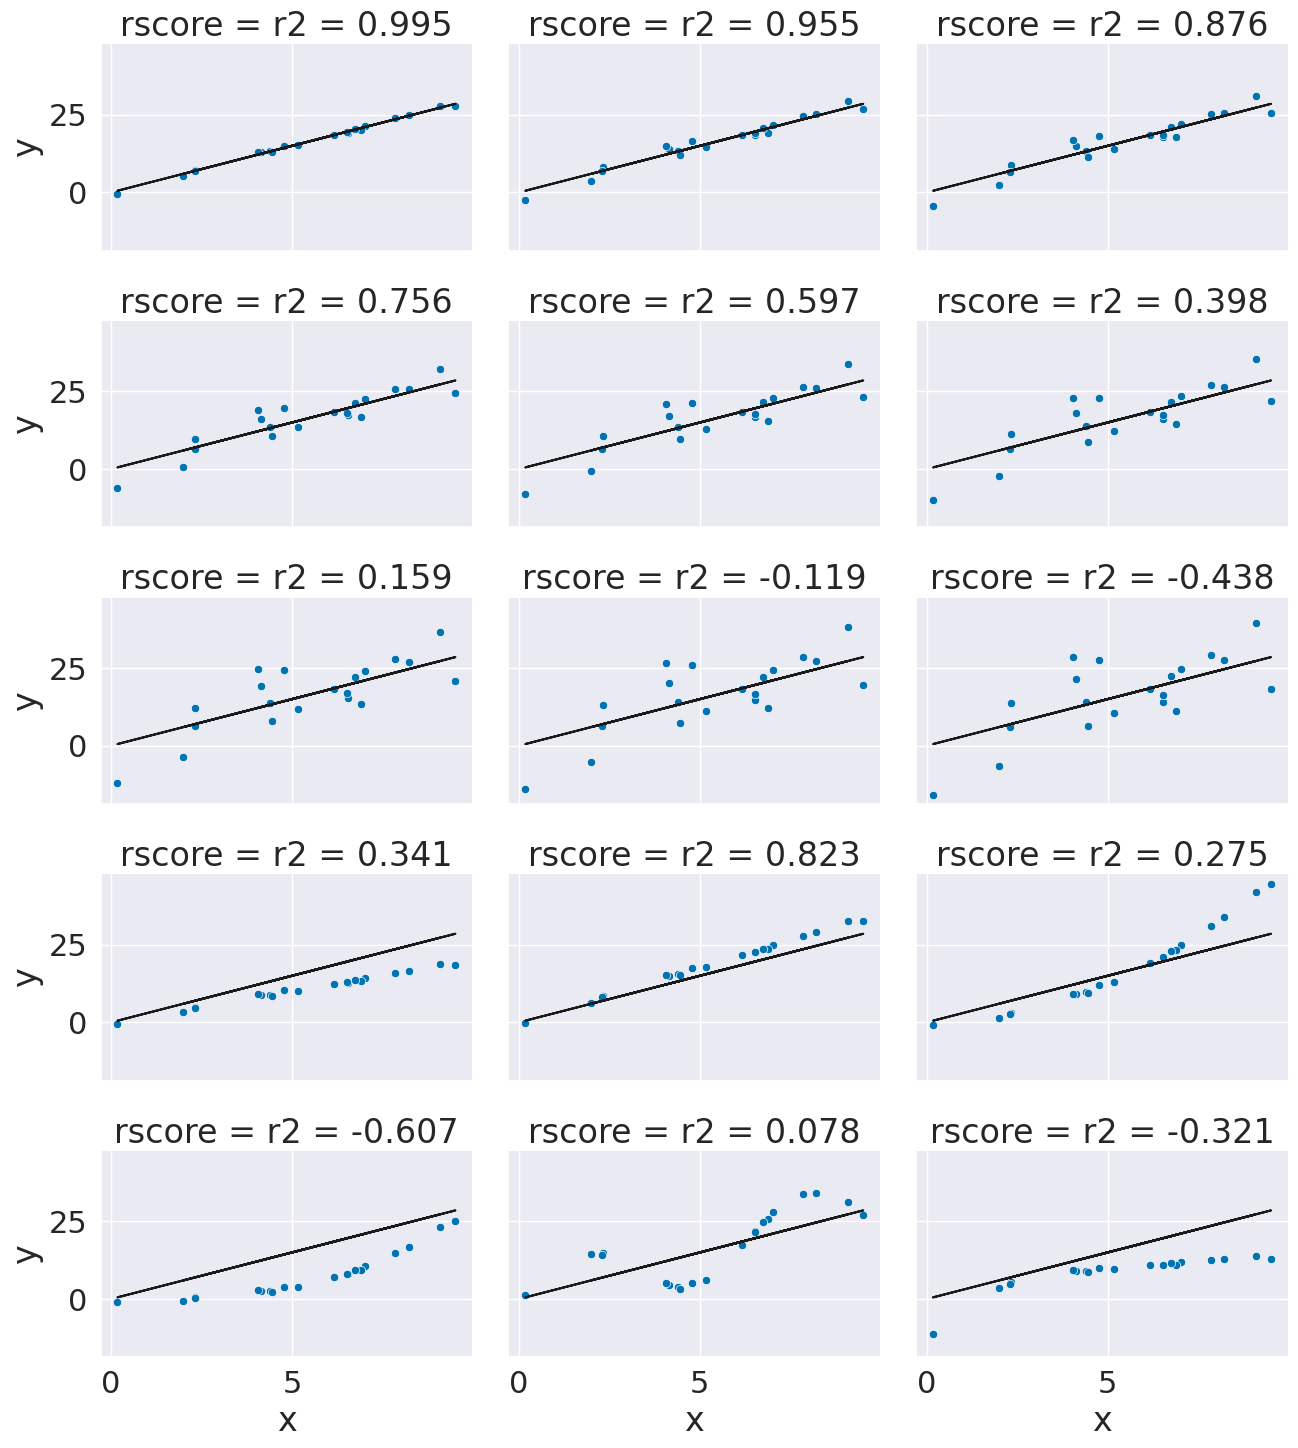 rscore = r2 = 0.995
rscore = r2 = 0.955
rscore = r2 = 0.876
25
0
y
rscore = r2 = 0.756
rscore = r2 = 0.597
rscore = r2 = 0.398
25
0
y
rscore = r2 = 0.159
rscore = r2 = -0.119
rscore = r2 = -0.438
25
0
y
rscore = r2 = 0.341
rscore = r2 = 0.823
rscore = r2 = 0.275
25
0
y
rscore = r2 = -0.607
rscore = r2 = 0.078
rscore = r2 = -0.321
25
0
y
0 5
0 5
0 5
x
x
x